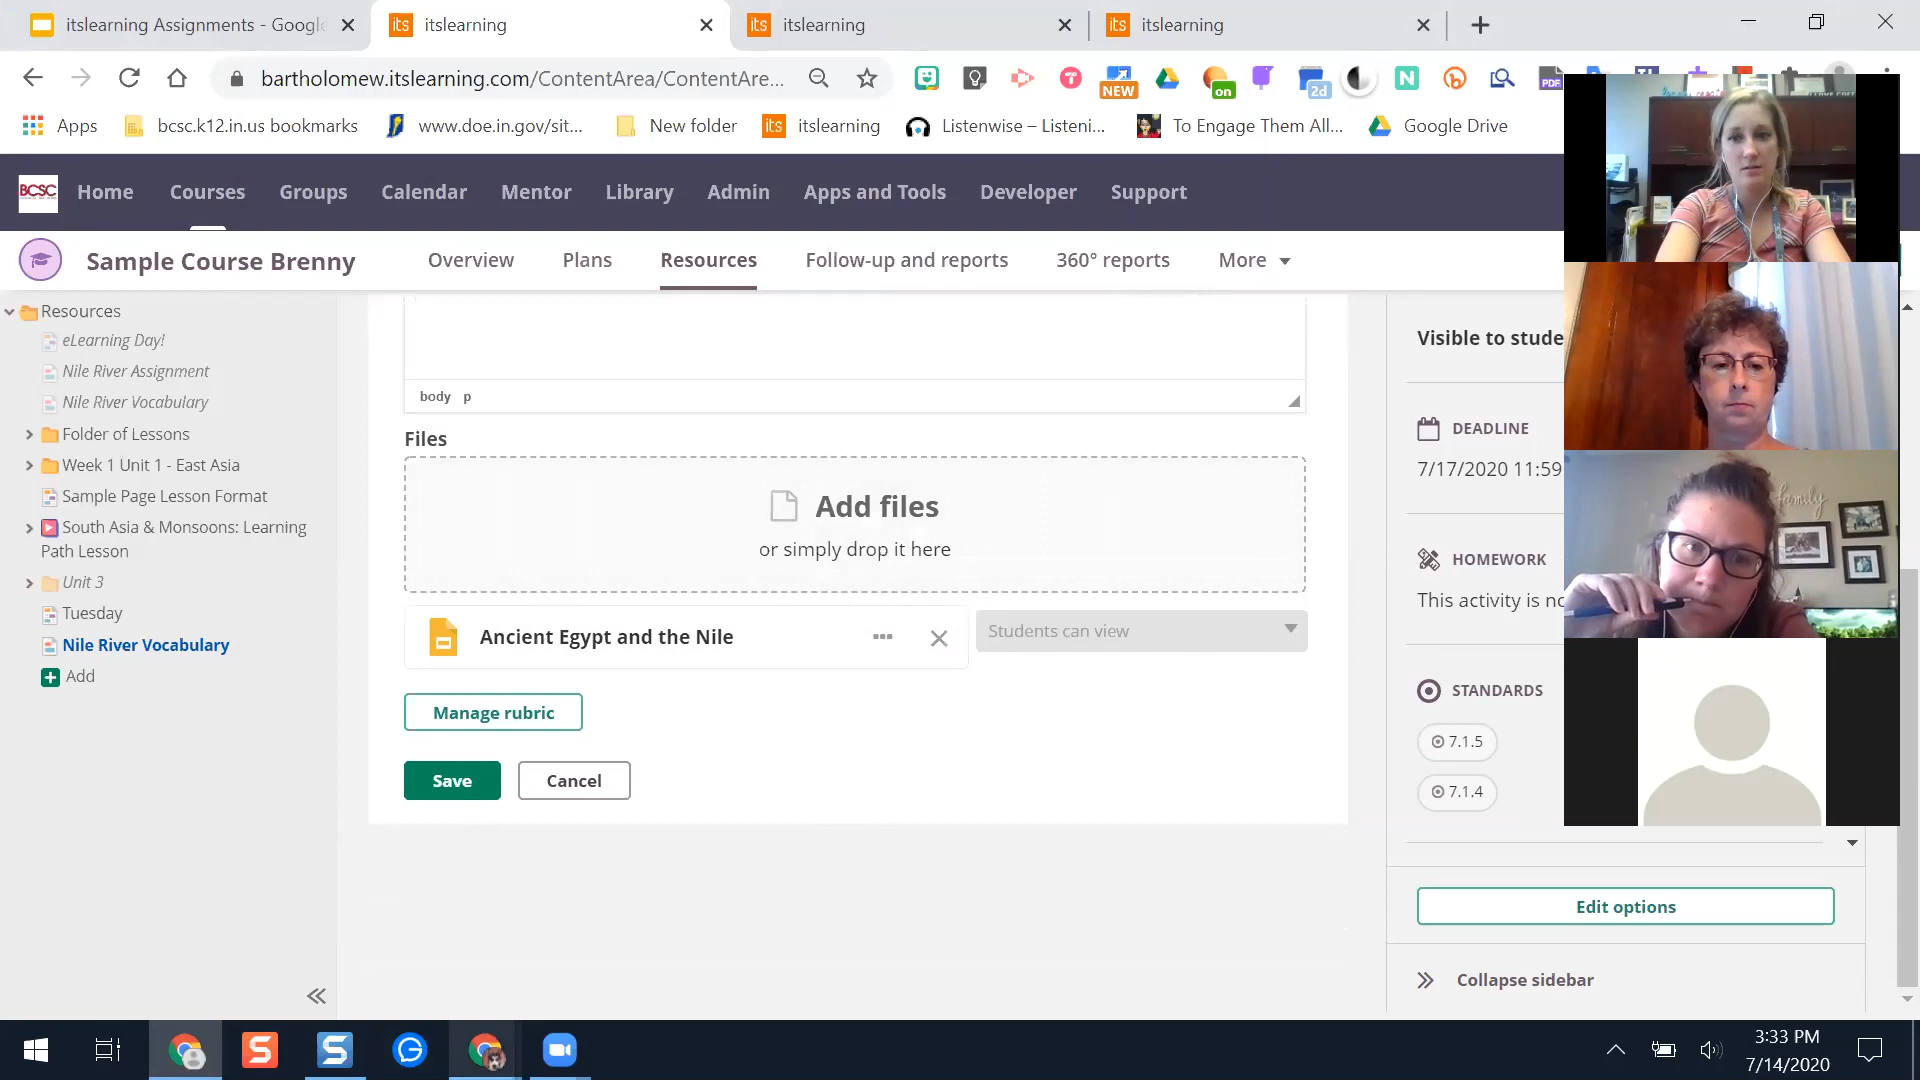 itslearning Assignments - Google
itslearning
itslearning
itslearning
bartholomew.itslearning.com/ContentArea/ContentAre...
NEW
on
2d
PDF
Apps
bcsc.k12.in.us bookmarks
www.doe.in.gov/sit...
New folder
itslearning
Listenwise – Listeni...
To Engage Them All...
Google Drive
BCSC
Home
Courses
Groups
Calendar
Mentor
Library
Admin
Apps and Tools
Developer
Support
Sample Course Brenny
Overview
Plans
Resources
Follow-up and reports
360° reports
More
Resources
eLearning Day!
Nile River Assignment
Nile River Vocabulary
Folder of Lessons
Week 1 Unit 1 - East Asia
Sample Page Lesson Format
South Asia & Monsoons: Learning
Path Lesson
Unit 3
Tuesday
Nile River Vocabulary
Add
body p
Files
Add files
or simply drop it here
Ancient Egypt and the Nile
Students can view
Manage rubric
Save
Cancel
Visible to stude
DEADLINE
7/17/2020 11:59
HOMEWORK
This activity is no
STANDARDS
7.1.5
7.1.4
Edit options
Collapse sidebar
family
3:33 PM
7/14/2020